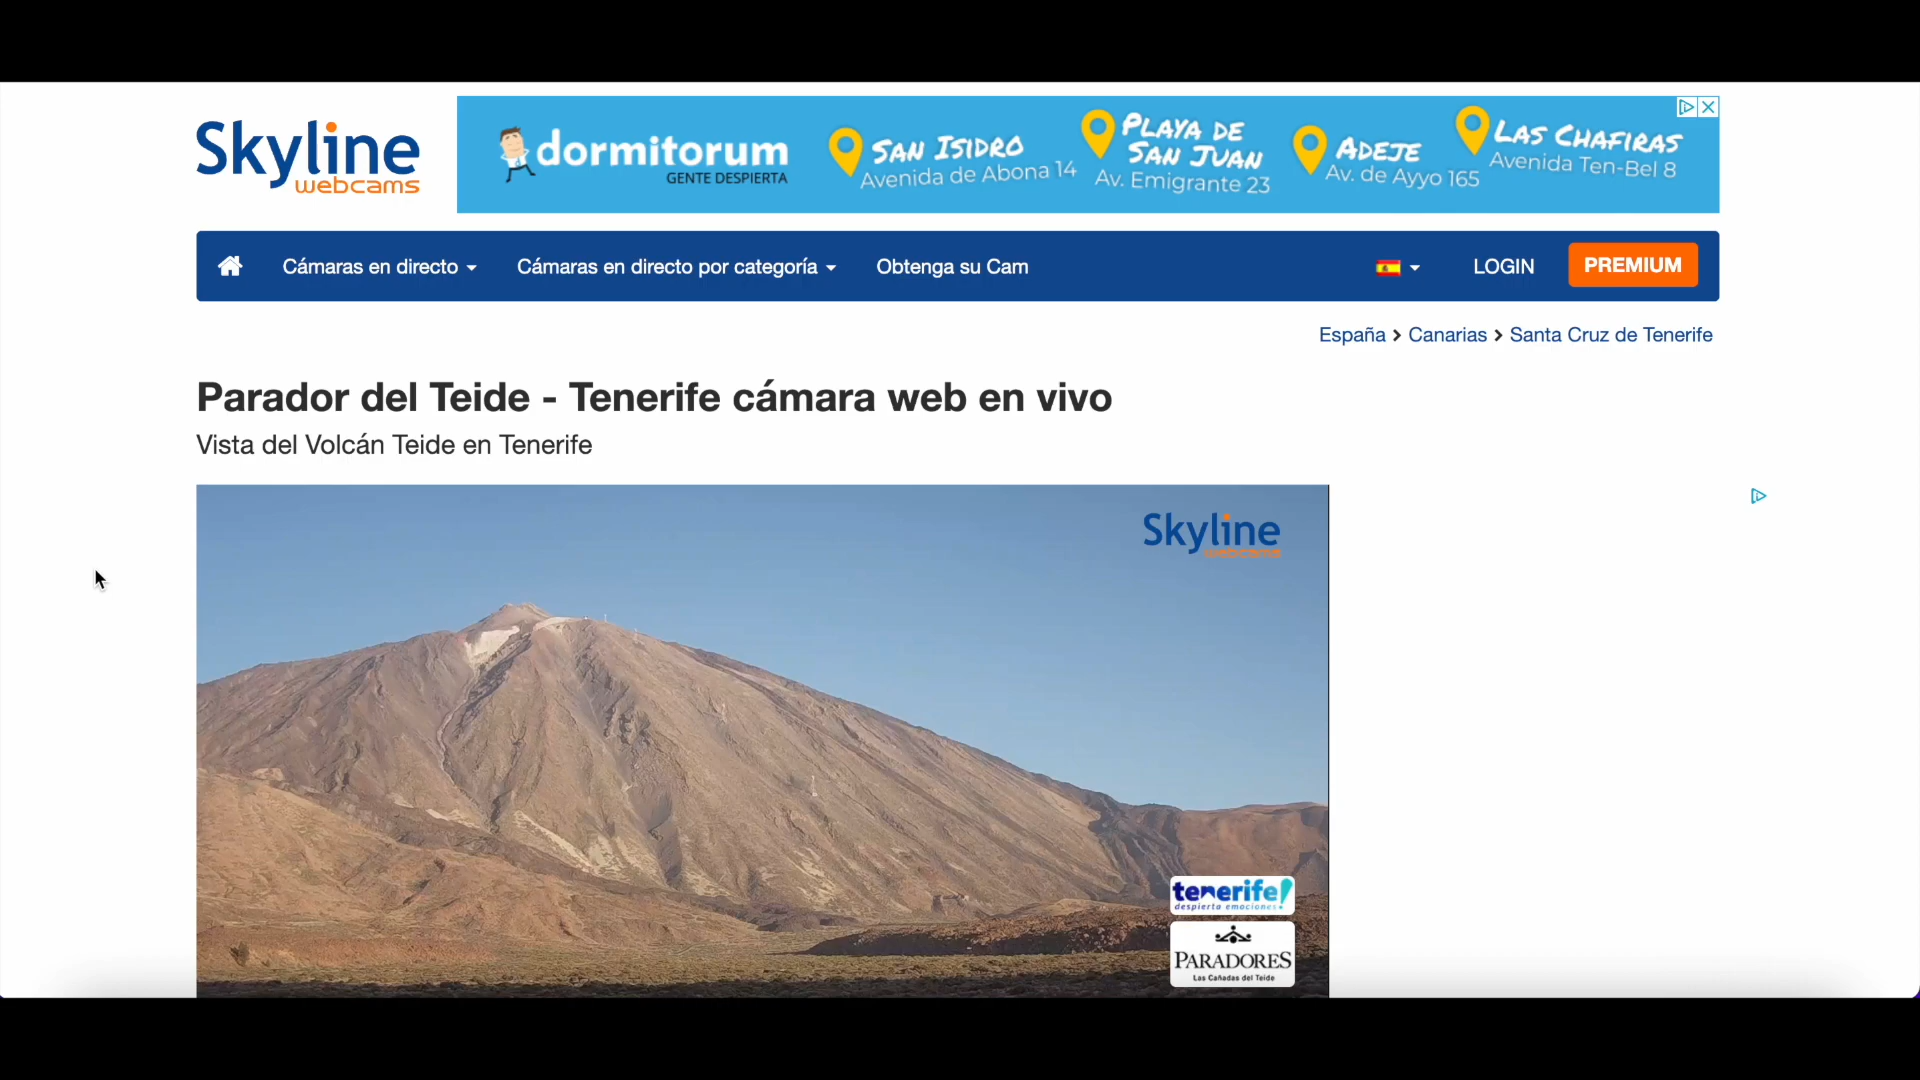 Skyline
webcams
dormitorum
GENTE DESPIERTA
SAN ISIDRO
Avenida de Abona 14
PLAYA DE
SAN JUAN
Av. Emigrante 23
ADEJE
Av. de Ayyo 165
LAS CHAFIRAS
Avenida Ten-Bel 8
Cámaras en directo
Cámaras en directo por categoría
Obtenga su Cam
LOGIN
PREMIUM
España > Canarias > Santa Cruz de Tenerife
Parador del Teide - Tenerife cámara web en vivo
Vista del Volcán Teide en Tenerife
Skyline
webcams
tenerife!
despierta emociones
PARADORES
Las Cañadas del Teide